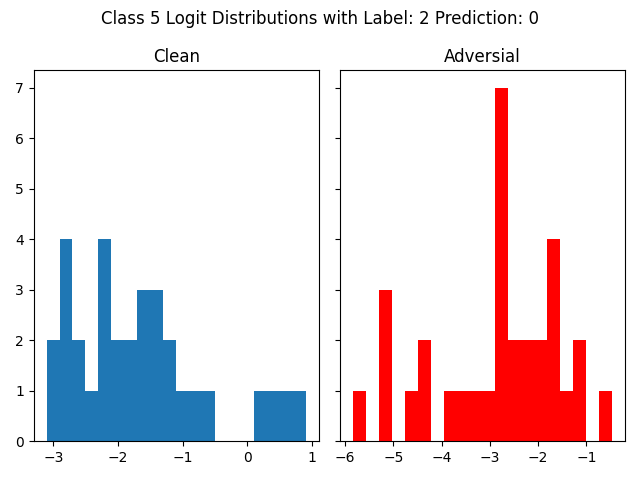 Class 5 Logit Distributions with Label: 2 Prediction: 0
Clean
Adversial
7
6
5
4
3
2
1
0
−3 −2 −1 0 1
−6 −5 −4 −3 −2 −1